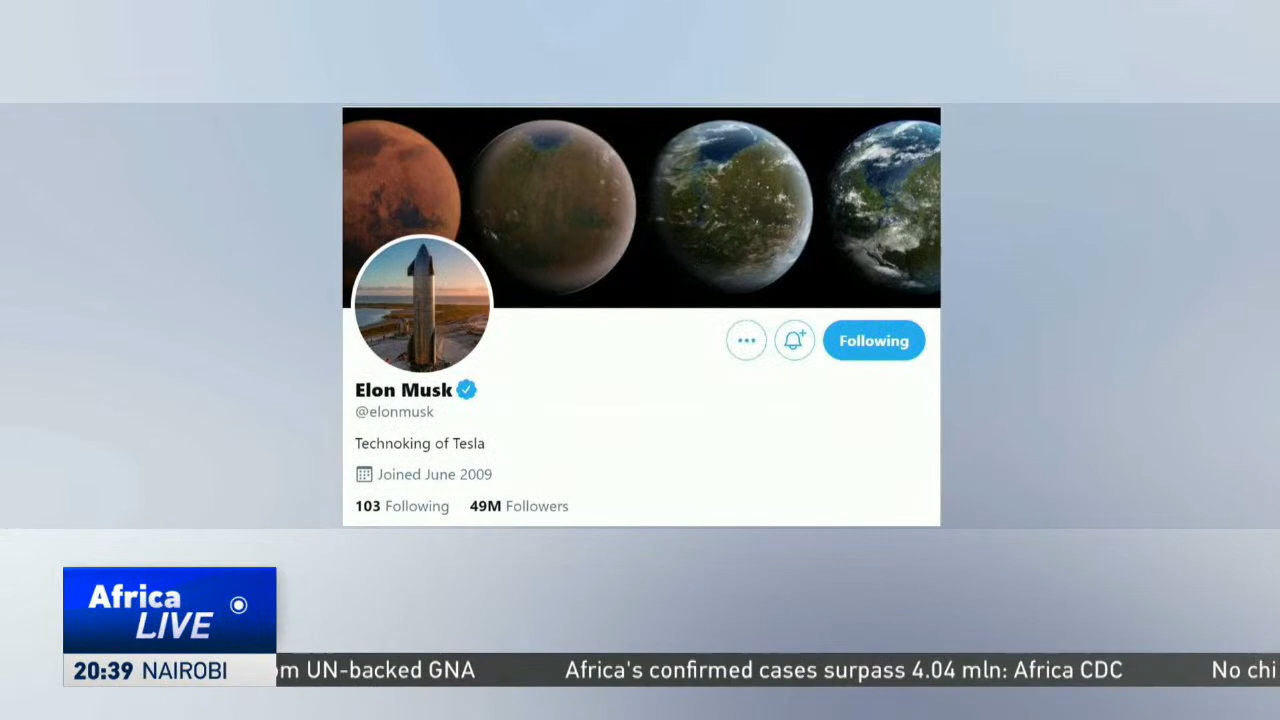 Following
Elon Musk
@elonmusk
Technoking of Tesla
Joined June 2009
103 Following 49M Followers
Africa
LIVE
20:39 NAIROBI
om UN-backed GNA Africa's confirmed cases surpass 4.04 mln: Africa CDC No chi